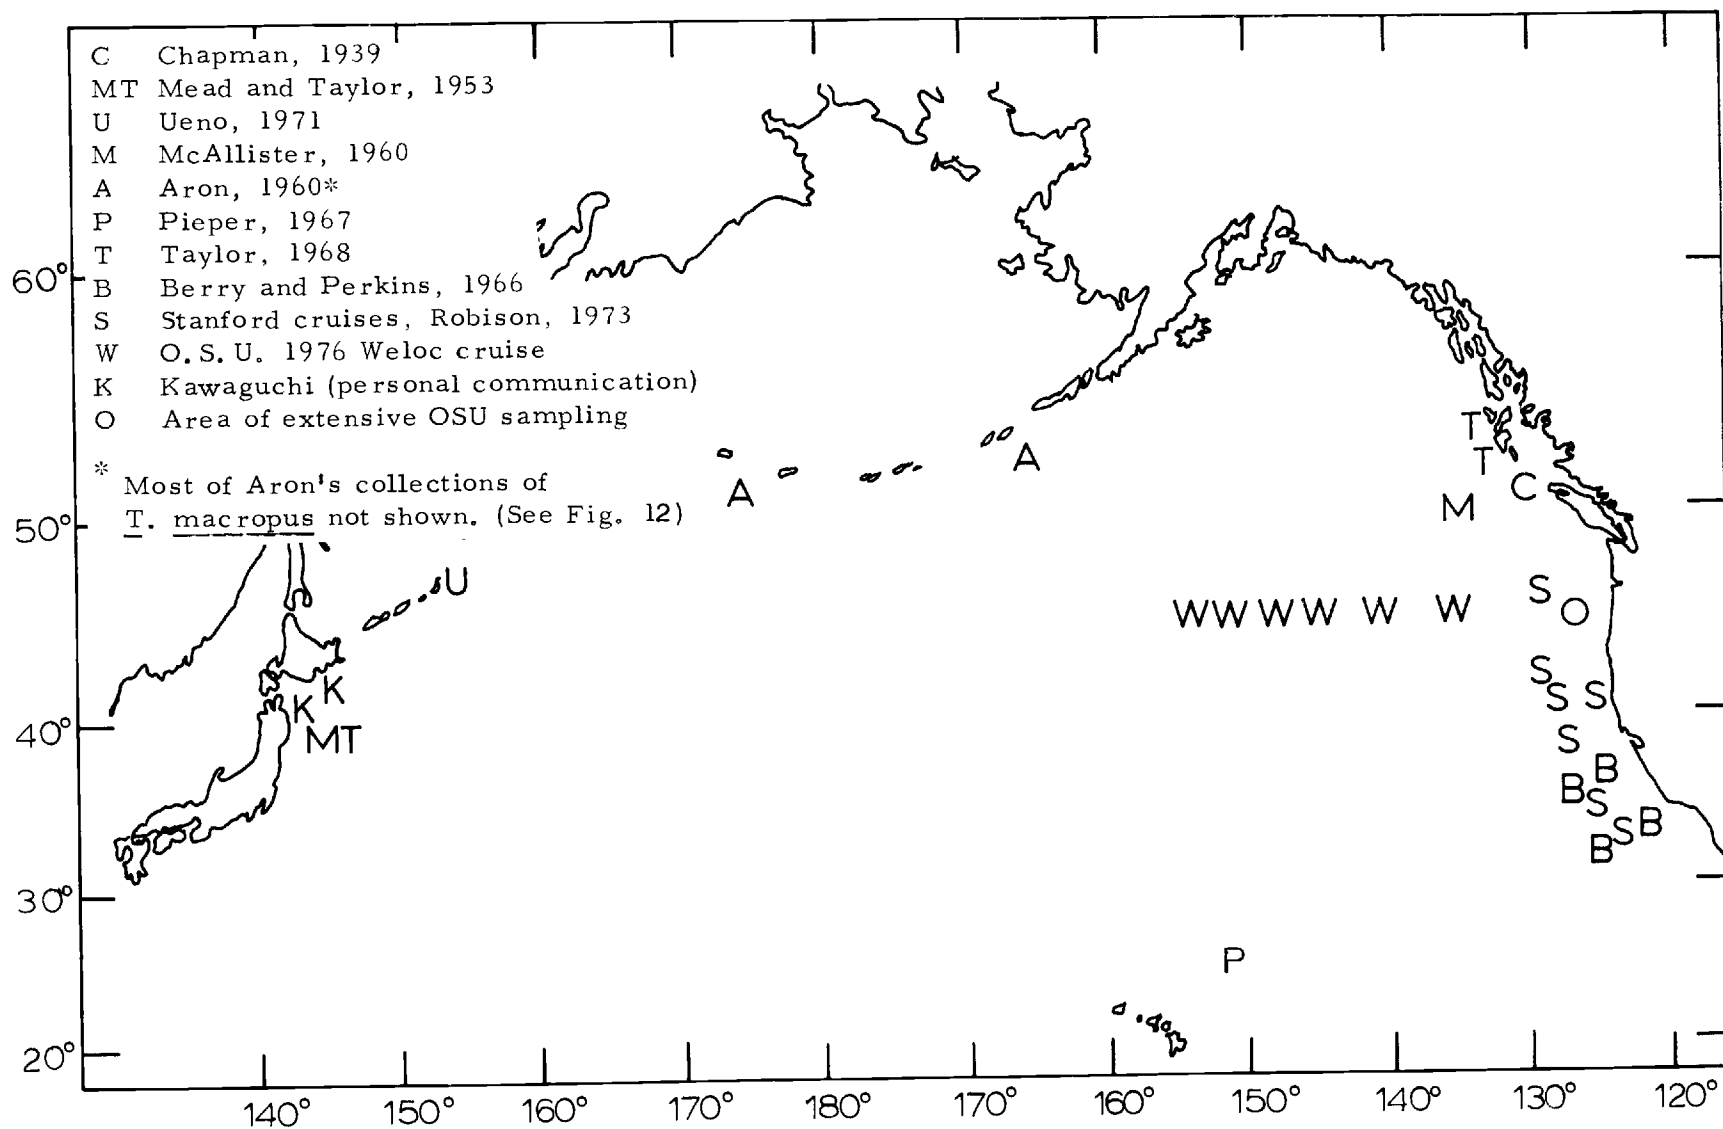 C Chapman, 1939
MT Mead and Taylor, 1953
U Ueno, 1971
M McAllister, 1960
A Aron, 1960*
P Pieper, 1967
T Taylor, 1968
B Berry and Perkins, 1966
S Stanford cruises, Robison, 1973
W O.S.U. 1976 Weloc cruise
K Kawaguchi (personal communication)
O Area of extensive OSU sampling
* Most of Aron's collections of
T. macropus not shown. (See Fig. 12)
60°
50°
40°
30°
20°
T
T
A
A
C
M
U
S
O
W W W W W W
K
K
MT
S
S
S
S
B
B
S
S
B
B
P
140° 150° 160° 170° 180° 170° 160° 150° 140° 130° 120°